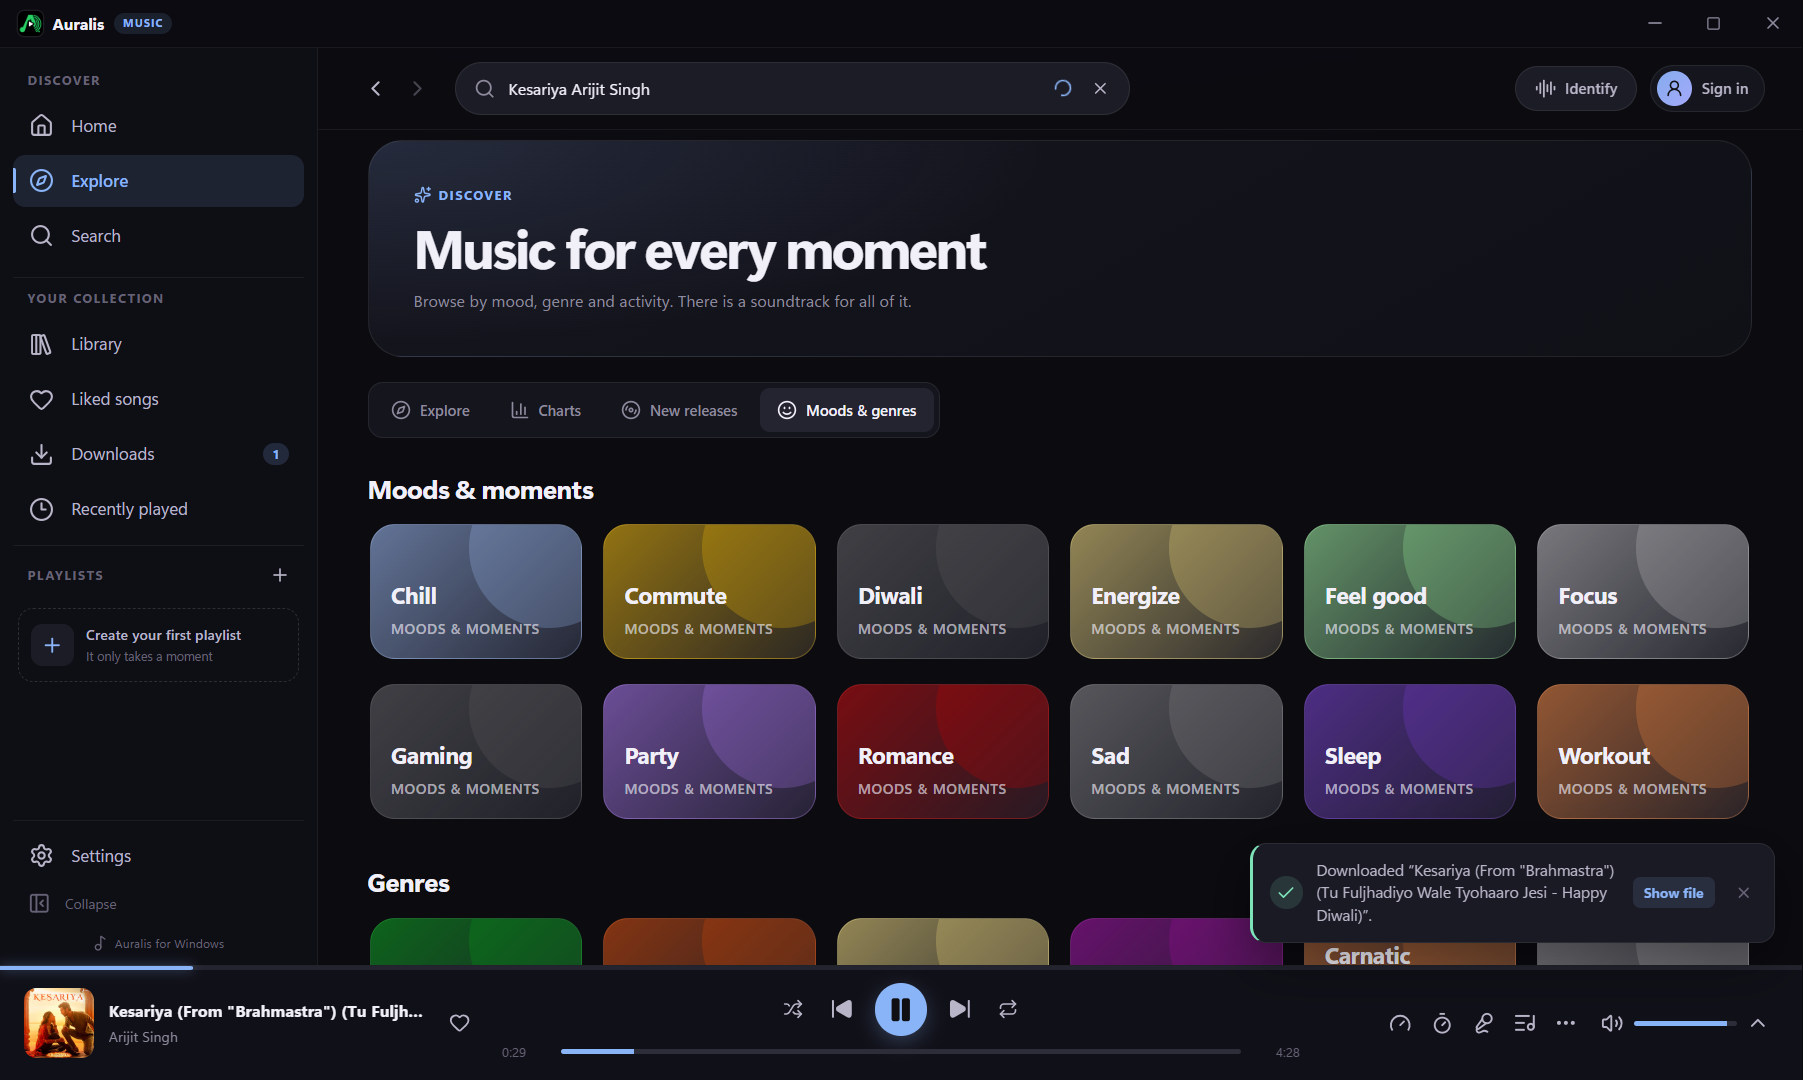 Auralis MUSIC
DISCOVER
Home
Explore
Search
YOUR COLLECTION
Library
Liked songs
Downloads 1
Recently played
PLAYLISTS
Create your first playlist
It only takes a moment
Settings
Collapse
Auralis for Windows
Kesariya Arijit Singh
Identify
Sign in
DISCOVER
Music for every moment
Browse by mood, genre and activity. There is a soundtrack for all of it.
Explore Charts New releases Moods & genres
Moods & moments
Chill
MOODS & MOMENTS
Commute
MOODS & MOMENTS
Diwali
MOODS & MOMENTS
Energize
MOODS & MOMENTS
Feel good
MOODS & MOMENTS
Focus
MOODS & MOMENTS
Gaming
MOODS & MOMENTS
Party
MOODS & MOMENTS
Romance
MOODS & MOMENTS
Sad
MOODS & MOMENTS
Sleep
MOODS & MOMENTS
Workout
MOODS & MOMENTS
Genres
Carnatic
Downloaded “Kesariya (From "Brahmastra")
(Tu Fuljhadiyo Wale Tyohaaro Jesi - Happy
Diwali)”.
Show file
KESARIYA
Kesariya (From "Brahmastra") (Tu Fuljh...
Arijit Singh
0:29
4:28